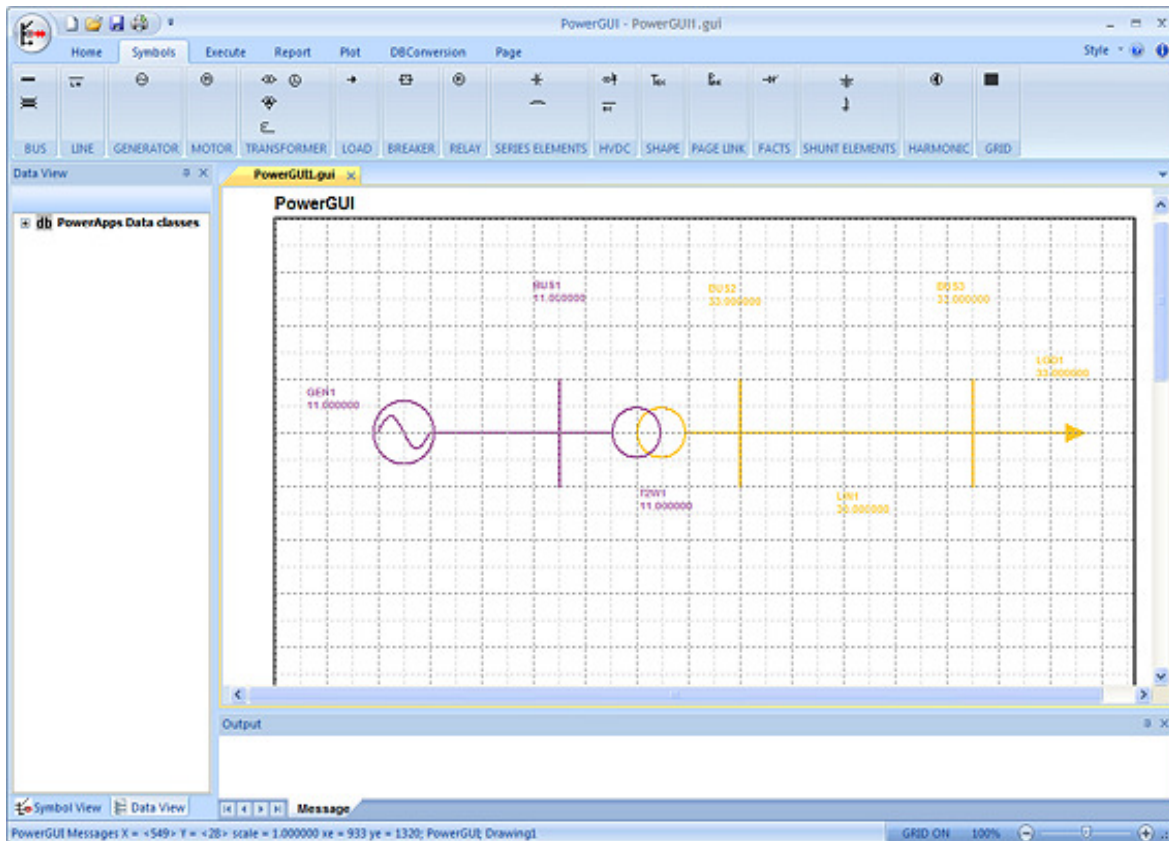 PowerGUI - PowerGUI1.gui
Home Symbols Execute Report Plot DBConversion Page Style
BUS LINE GENERATOR MOTOR TRANSFORMER LOAD BREAKER RELAY SERIES ELEMENTS HVDC SHAPE PAGE LINK FACTS SHUNT ELEMENTS HARMONIC GRID
Data View
PowerGUI1.gui
db PowerApps Data classes
PowerGUI
BUS1
11.000000
BUS2
33.000000
BUS3
33.000000
LOD1
33.000000
GEN1
11.000000
T2W1
11.000000
LIN1
Output
Symbol View Data View
Message
PowerGUI Messages X = <549> Y = <28> scale = 1.000000 xe = 933 ye = 1320; PowerGUI; Drawing1
GRID ON 100%